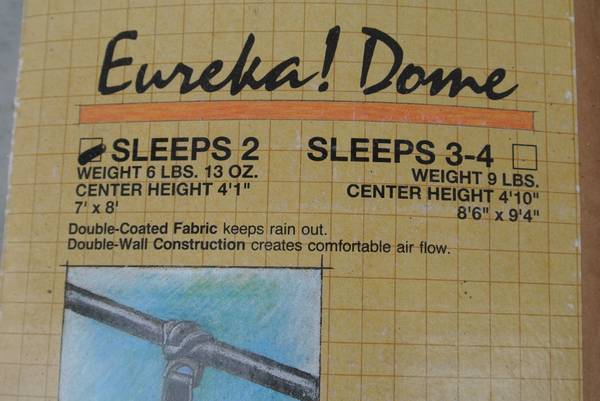 Eureka! Dome
SLEEPS 2 SLEEPS 3-4
WEIGHT 6 LBS. 13 OZ. WEIGHT 9 LBS.
CENTER HEIGHT 4'1" CENTER HEIGHT 4'10"
7' x 8' 8'6" x 9'4"
Double-Coated Fabric keeps rain out.
Double-Wall Construction creates comfortable air flow.